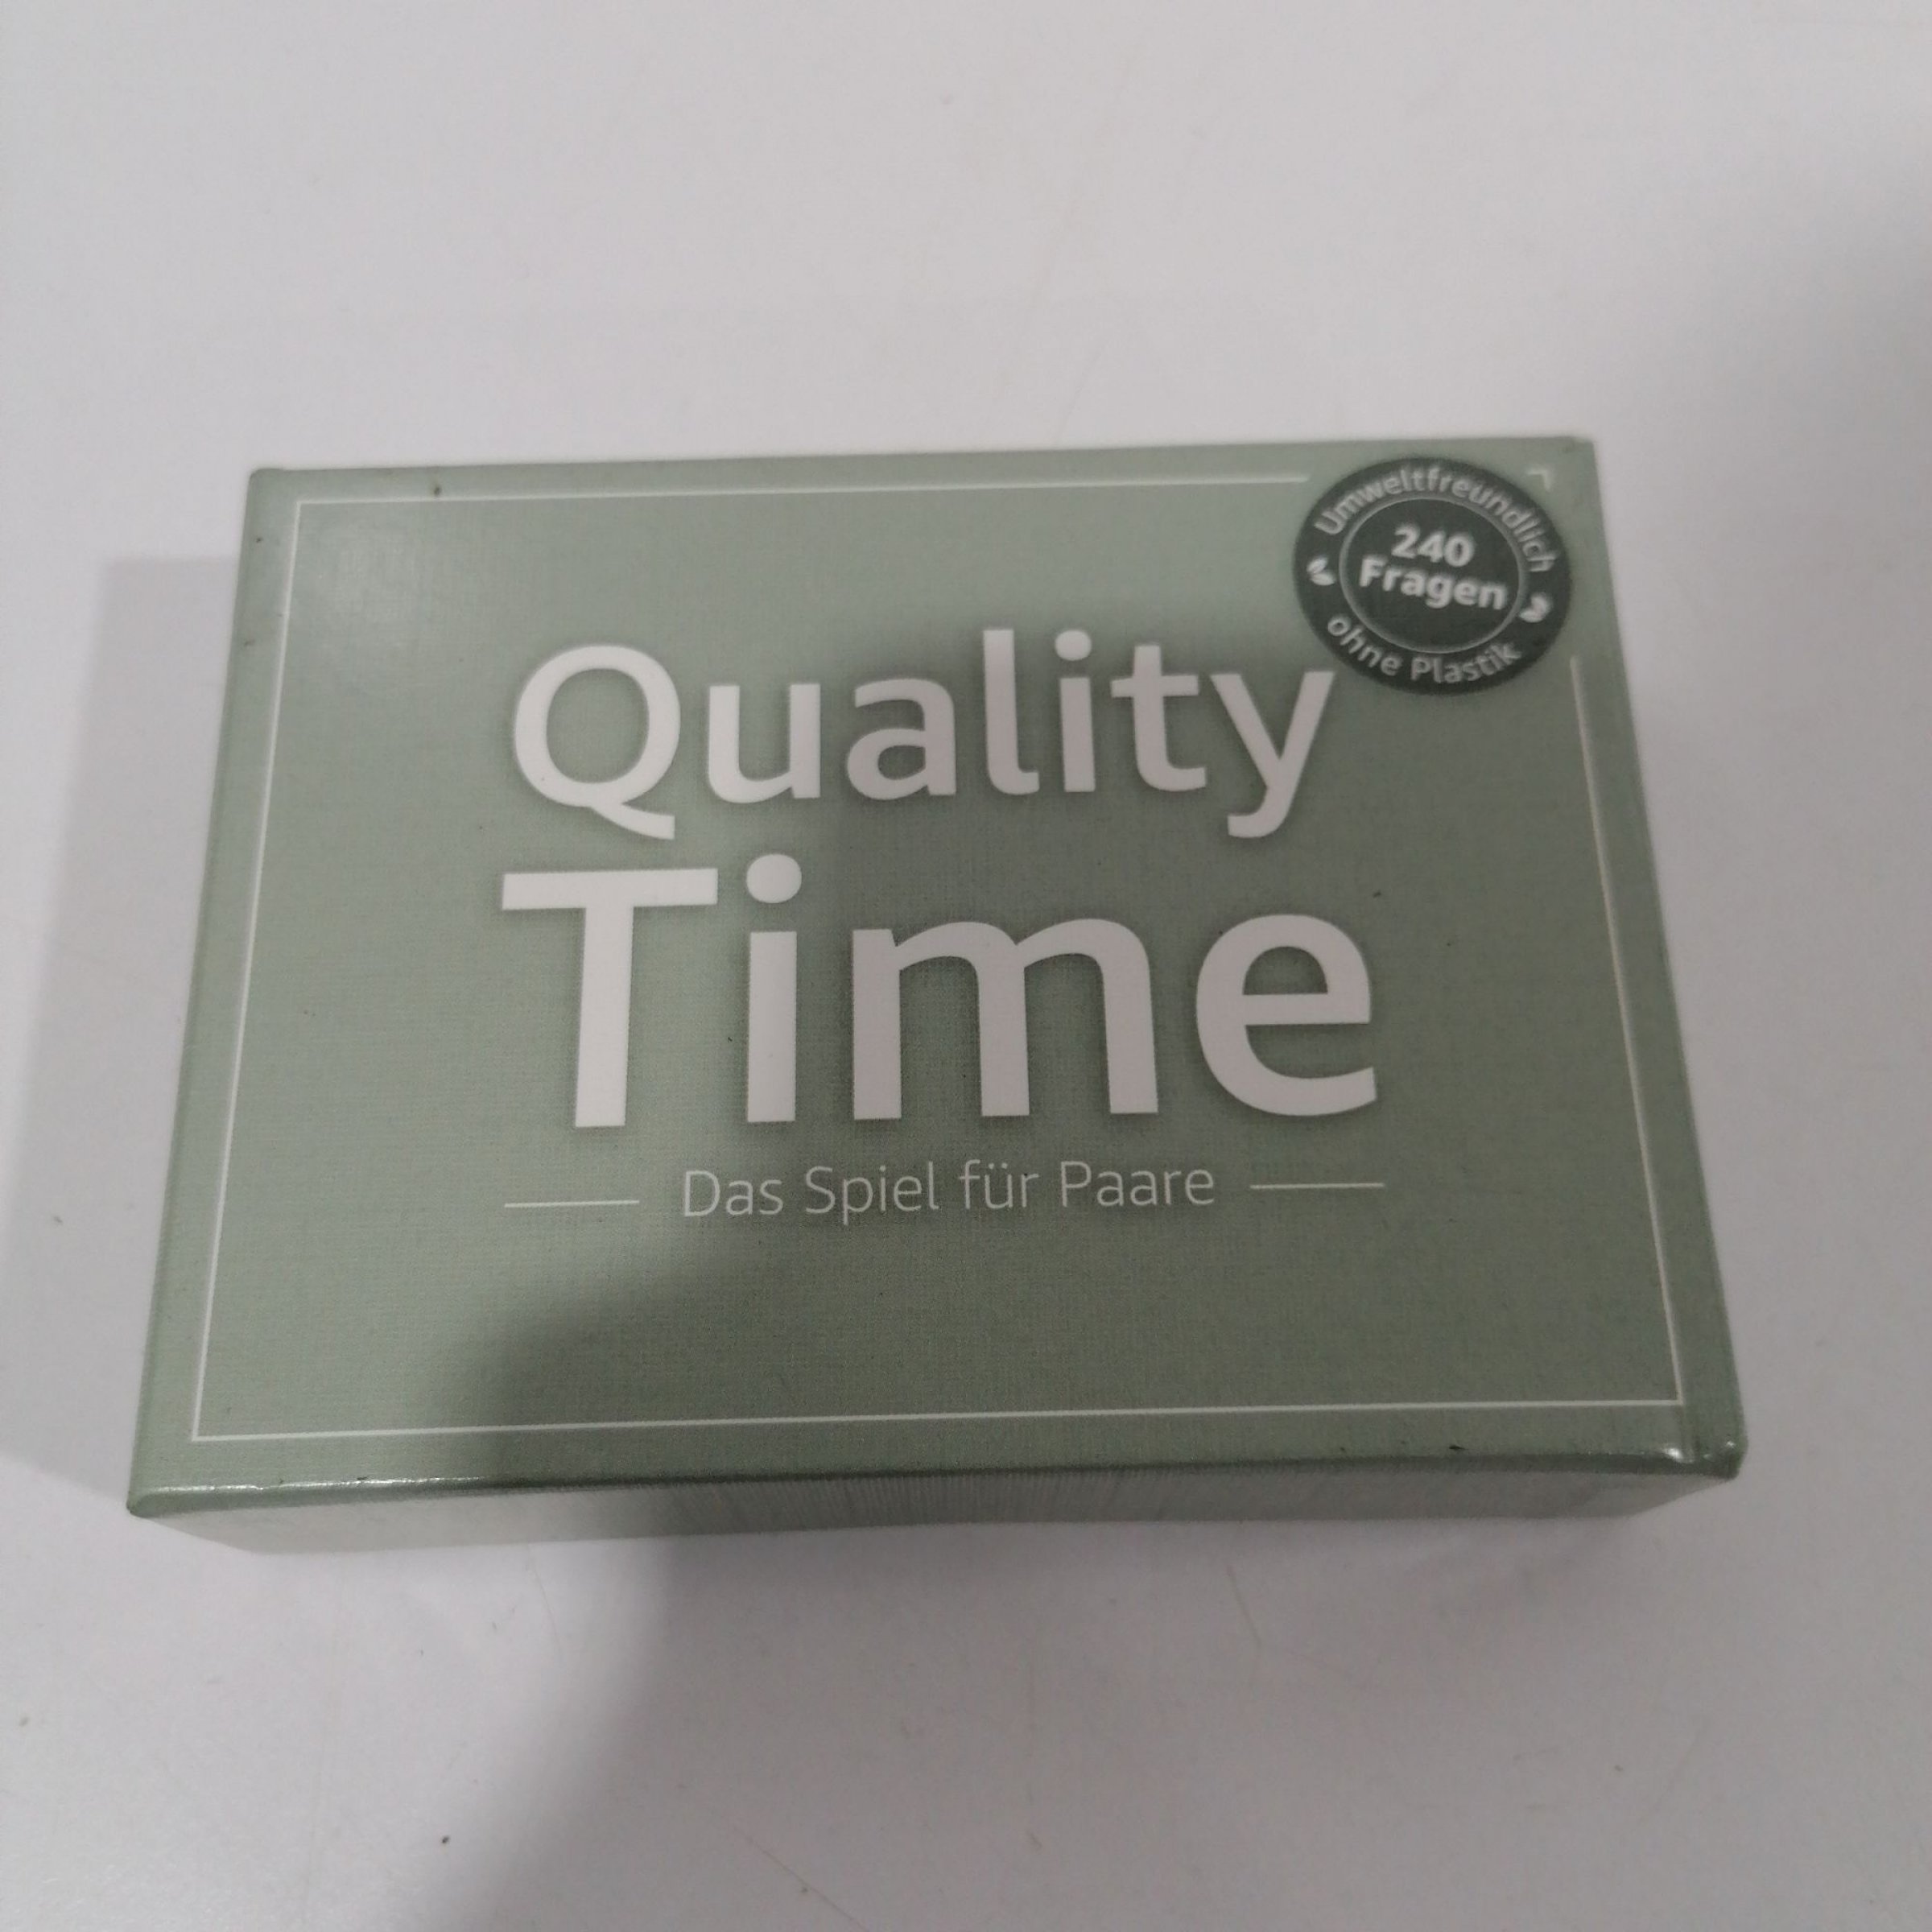 Umweltfreundlich
240
Fragen
ohne Plastik
Quality
Time
Das Spiel für Paare